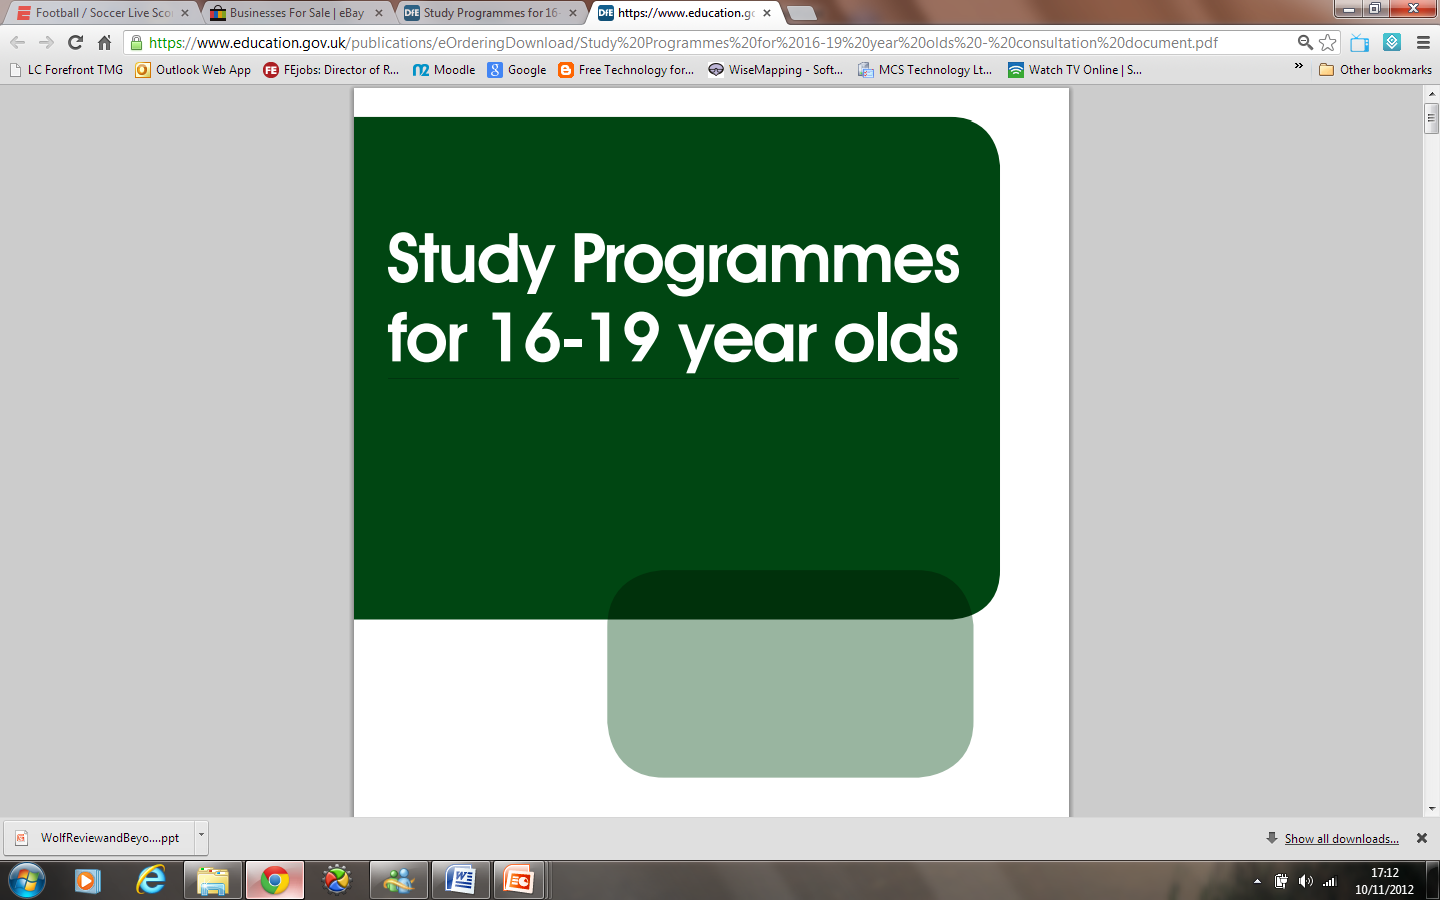 Football / Soccer Live Sco
Businesses For Sale | eBay
Study Programmes for 16-
https://www.education.go
https://www.education.gov.uk/publications/eOrderingDownload/Study%20Programmes%20for%2016-19%20year%20olds%20-%20consultation%20document.pdf
LC Forefront TMG
Outlook Web App
FEjobs: Director of R...
Moodle
Google
Free Technology for...
WiseMapping - Soft...
MCS Technology Lt...
Watch TV Online | S...
Other bookmarks
Study Programmes
for 16-19 year olds
WolfReviewandBeyo....ppt
Show all downloads...
17:12
10/11/2012